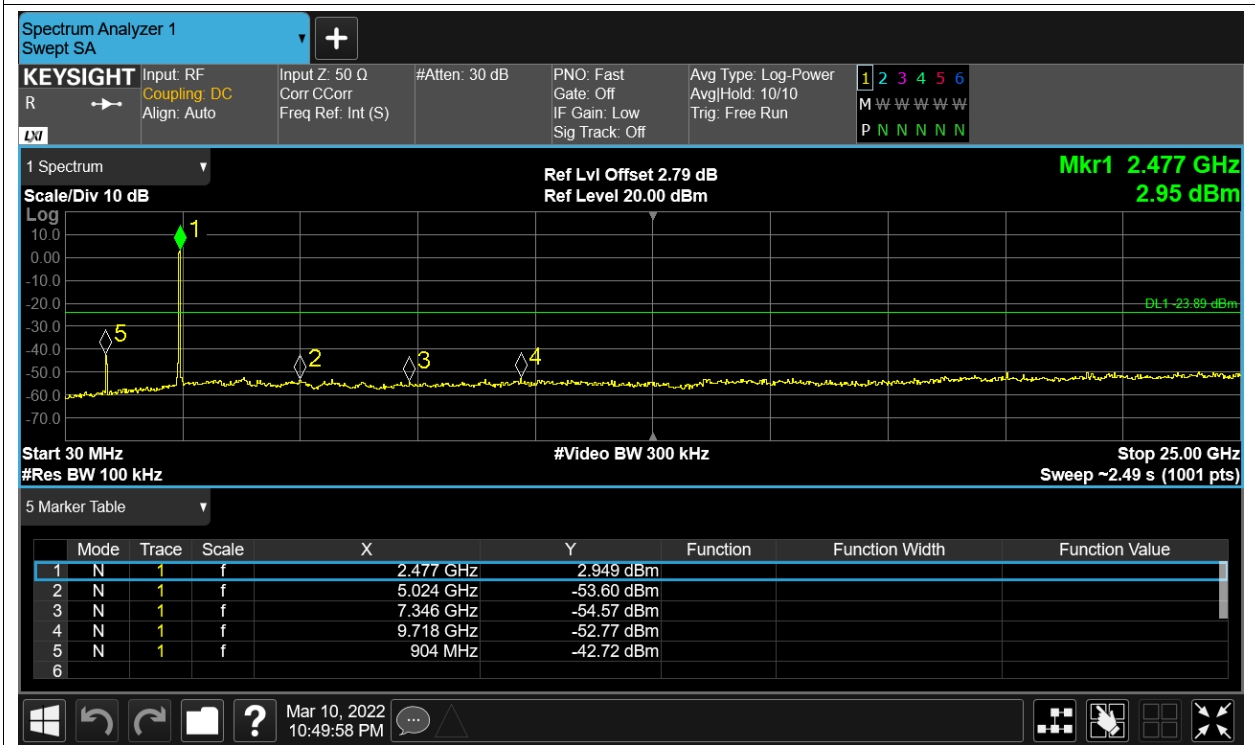 Spectrum Analyzer 1
Swept SA
+
KEYSIGHT
R
LXI
Input: RF
Coupling: DC
Align: Auto
Input Z: 50 Ω
Corr CCorr
Freq Ref: Int (S)
#Atten: 30 dB
PNO: Fast
Gate: Off
IF Gain: Low
Sig Track: Off
Avg Type: Log-Power
Avg|Hold: 10/10
Trig: Free Run
1 2 3 4 5 6
M W W W W W
P N N N N N
1 Spectrum
Scale/Div 10 dB
Ref Lvl Offset 2.79 dB
Ref Level 20.00 dBm
Mkr1 2.477 GHz
2.95 dBm
Log
10.0
0.00
-10.0
-20.0
-30.0
-40.0
-50.0
-60.0
-70.0
1
DL1 -23.89 dBm
5
2
3
4
Start 30 MHz
#Res BW 100 kHz
#Video BW 300 kHz
Stop 25.00 GHz
Sweep ~2.49 s (1001 pts)
5 Marker Table
Mode Trace Scale X Y Function Function Width Function Value
1 N 1 f 2.477 GHz 2.949 dBm
2 N 1 f 5.024 GHz -53.60 dBm
3 N 1 f 7.346 GHz -54.57 dBm
4 N 1 f 9.718 GHz -52.77 dBm
5 N 1 f 904 MHz -42.72 dBm
6
?
Mar 10, 2022
10:49:58 PM